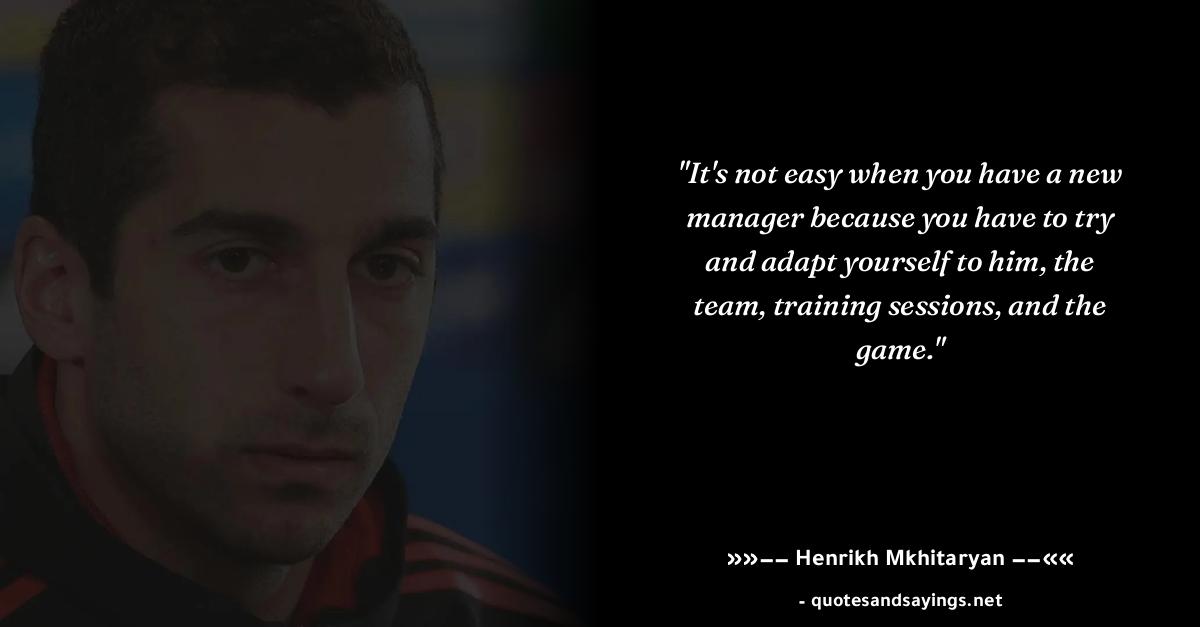 "It's not easy when you have a new
manager because you have to try
and adapt yourself to him, the
team, training sessions, and the
game."
»»−− Henrikh Mkhitaryan −−««
- quotesandsayings.net